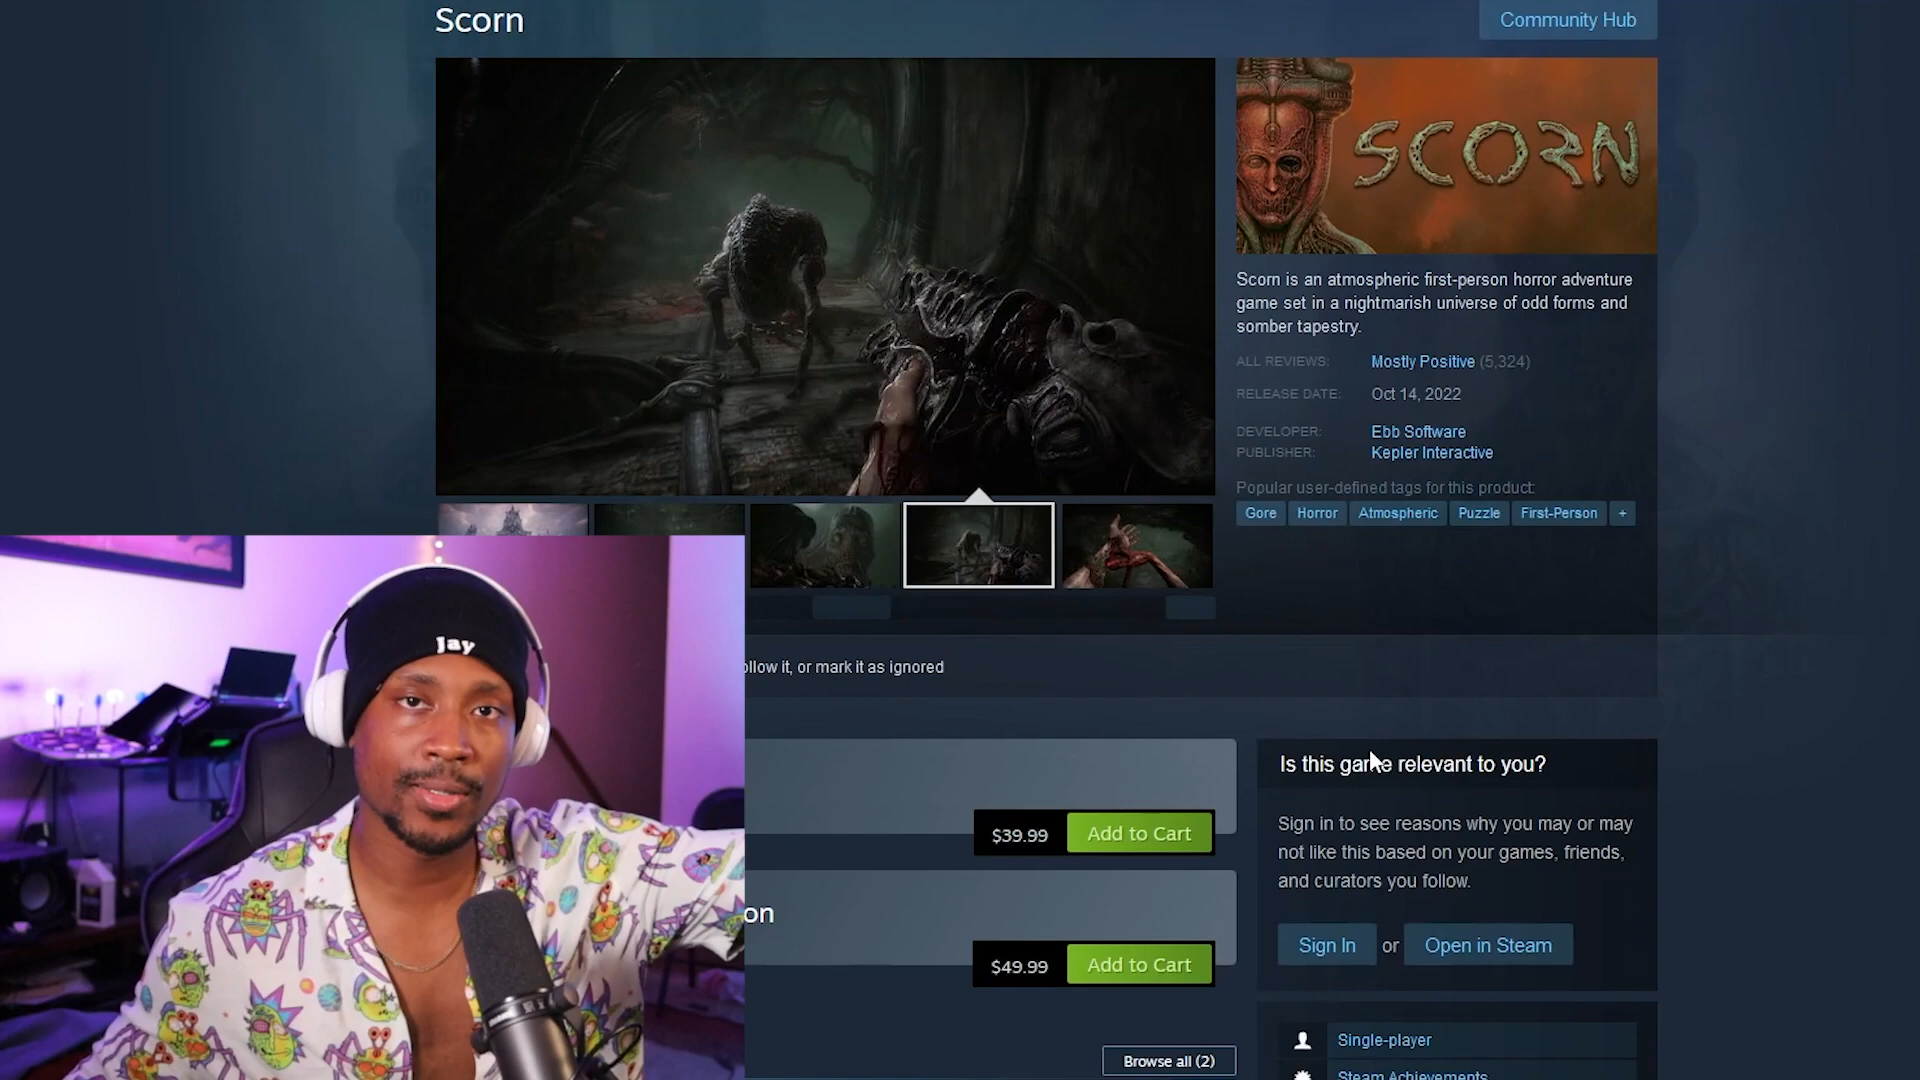 Scorn
Community Hub
SCORN
Scorn is an atmospheric first-person horror adventure
game set in a nightmarish universe of odd forms and
somber tapestry.
ALL REVIEWS: Mostly Positive (5,324)
RELEASE DATE: Oct 14, 2022
DEVELOPER: Ebb Software
PUBLISHER: Kepler Interactive
Popular user-defined tags for this product:
Gore Horror Atmospheric Puzzle First-Person +
ollow it, or mark it as ignored
Jay
$39.99 Add to Cart
on
$49.99 Add to Cart
Browse all (2)
Is this game relevant to you?
Sign in to see reasons why you may or may
not like this based on your games, friends,
and curators you follow.
Sign In or Open in Steam
Single-player
Steam Achievements